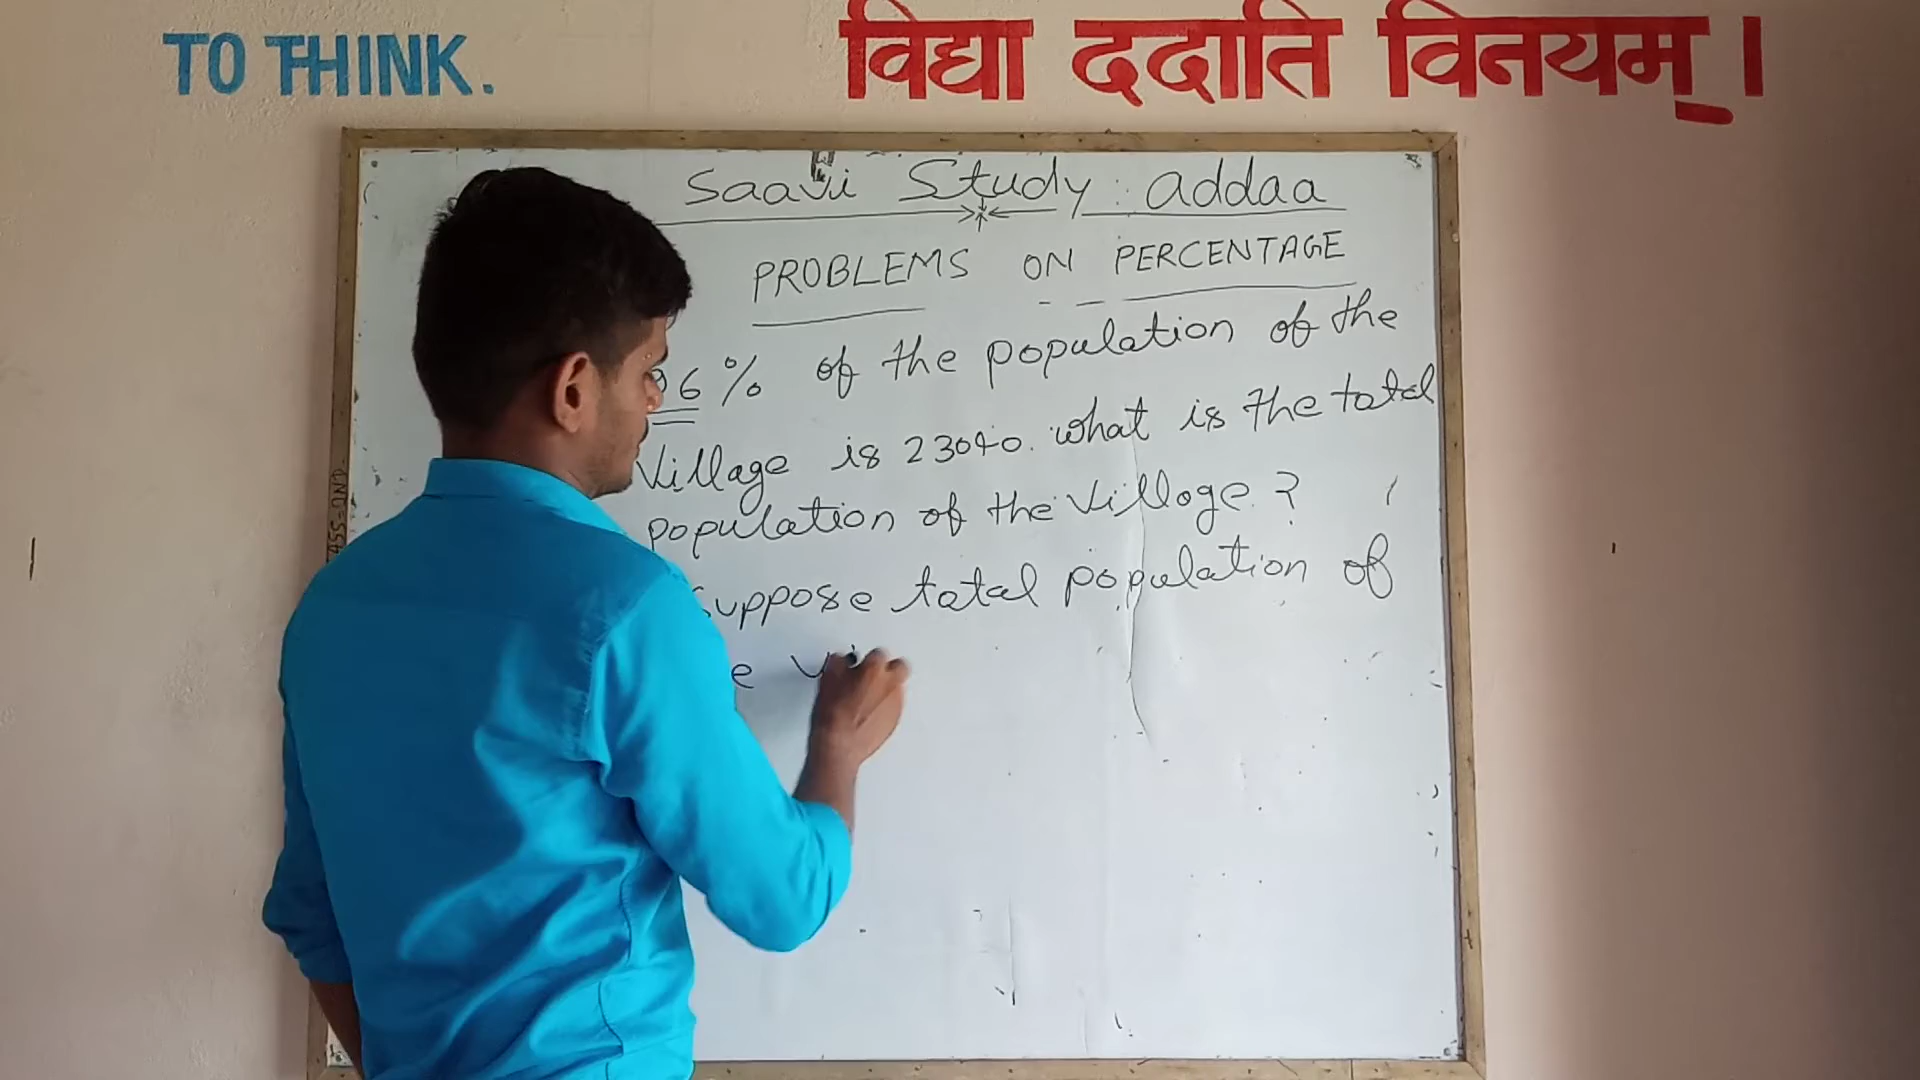 TO THINK.
विद्या ददाति विनयम् ।
Saavi Study : addaa
PROBLEMS ON PERCENTAGE
96% of the population of the
Village is 23040. what is the total
population of the Village ?
Suppose total population of